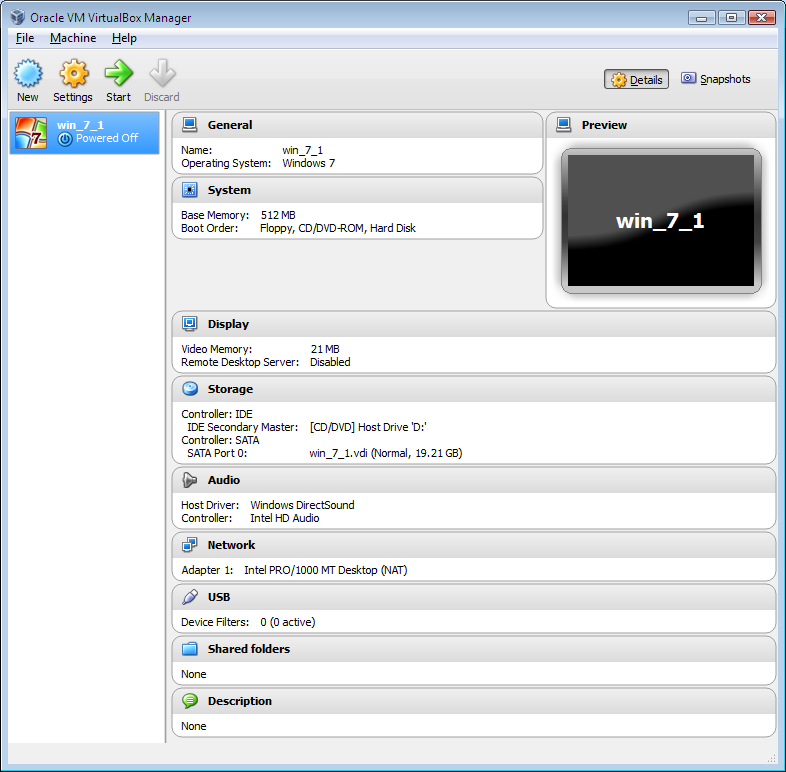 Oracle VM VirtualBox Manager
File Machine Help
New Settings Start Discard
Details Snapshots
win_7_1
Powered Off
General
Name: win_7_1
Operating System: Windows 7
System
Base Memory: 512 MB
Boot Order: Floppy, CD/DVD-ROM, Hard Disk
Preview
win_7_1
Display
Video Memory: 21 MB
Remote Desktop Server: Disabled
Storage
Controller: IDE
IDE Secondary Master: [CD/DVD] Host Drive 'D:'
Controller: SATA
SATA Port 0: win_7_1.vdi (Normal, 19.21 GB)
Audio
Host Driver: Windows DirectSound
Controller: Intel HD Audio
Network
Adapter 1: Intel PRO/1000 MT Desktop (NAT)
USB
Device Filters: 0 (0 active)
Shared folders
None
Description
None